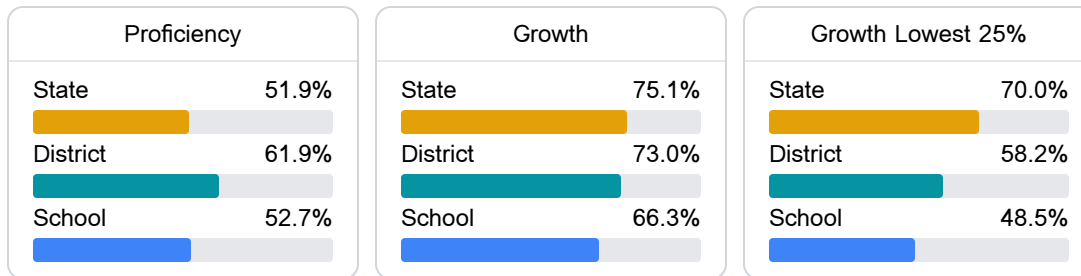 Proficiency
State 51.9%
District 61.9%
School 52.7%
Growth
State 75.1%
District 73.0%
School 66.3%
Growth Lowest 25%
State 70.0%
District 58.2%
School 48.5%